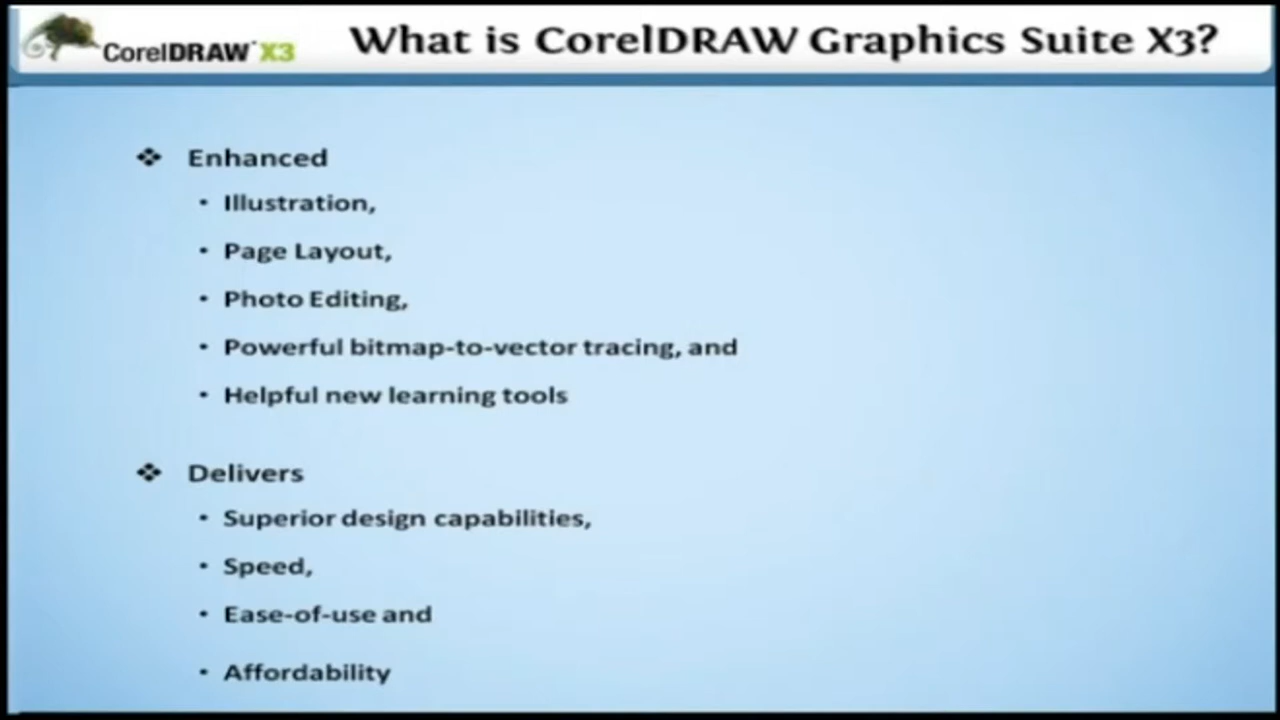 CorelDRAW X3
What is CorelDRAW Graphics Suite X3?
❖ Enhanced
• Illustration,
• Page Layout,
• Photo Editing,
• Powerful bitmap-to-vector tracing, and
• Helpful new learning tools
❖ Delivers
• Superior design capabilities,
• Speed,
• Ease-of-use and
• Affordability